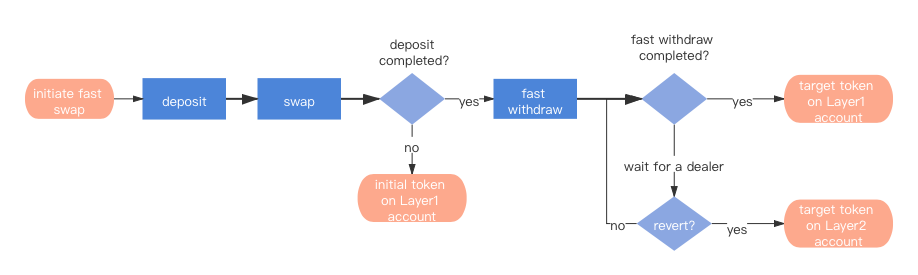 initiate fast
swap
deposit
swap
deposit
completed?
yes
no
initial token
on Layer1
account
fast
withdraw
fast withdraw
completed?
yes
target token
on Layer1
account
wait for a dealer
revert?
no
yes
target token
on Layer2
account